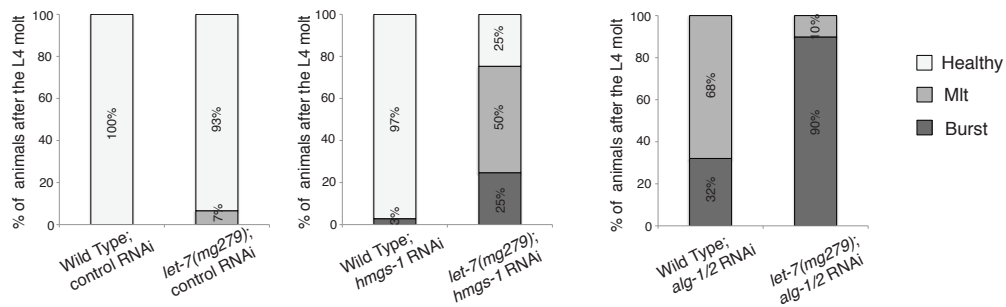 % of animals after the L4 molt
100
80
60
40
20
0
100%
93%
7%
Wild Type;
control RNAi
let-7(mg279);
control RNAi
% of animals after the L4 molt
100
80
60
40
20
0
97%
3%
25%
50%
25%
Wild Type;
hmgs-1 RNAi
let-7(mg279);
hmgs-1 RNAi
% of animals after the L4 molt
100
80
60
40
20
0
68%
32%
10%
90%
Wild Type;
alg-1/2 RNAi
let-7(mg279);
alg-1/2 RNAi
Healthy
Mlt
Burst